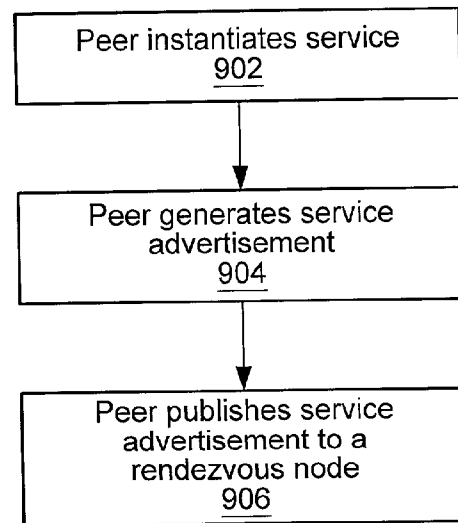 Peer instantiates service
902
Peer generates service
advertisement
904
Peer publishes service
advertisement to a
rendezvous node
906